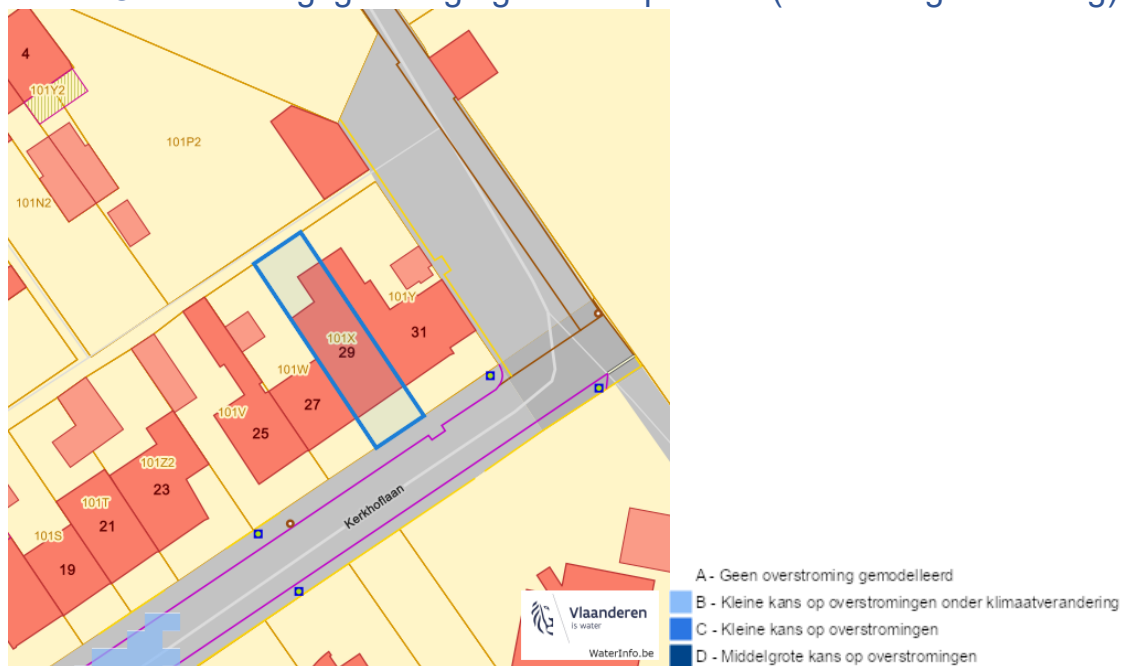 4
101Y2
101P2
101N2
101Y
31
101X
29
101W
27
101V
25
101Z2
23
101T
21
101S
19
Kerkhoflaan
Vlaanderen
is water
WaterInfo.be
A - Geen overstroming gemodelleerd
B - Kleine kans op overstromingen onder klimaatverandering
C - Kleine kans op overstromingen
D - Middelgrote kans op overstromingen